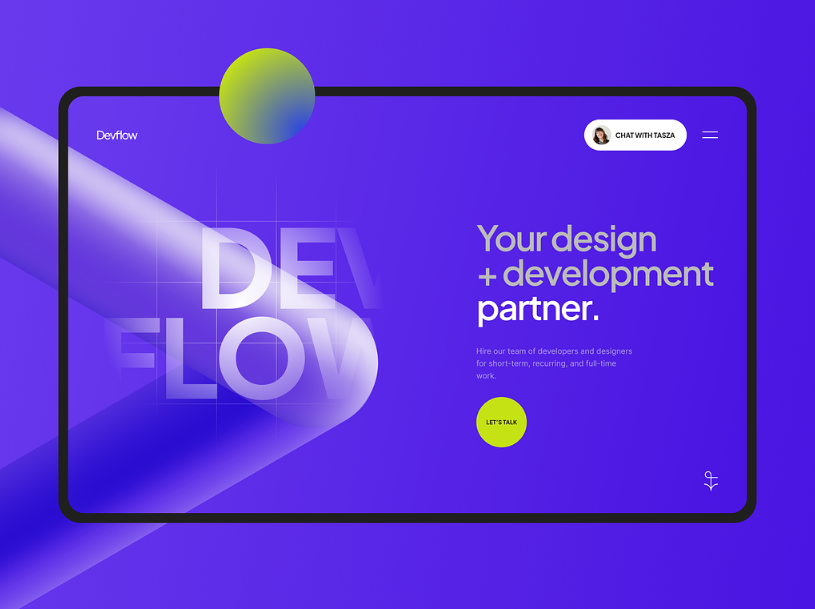 Devflow
CHAT WITH TASZA
DEV
FLOW
Your design
+ development
partner.
Hire our team of developers and designers
for short-term, recurring, and full-time
work.
LET'S TALK